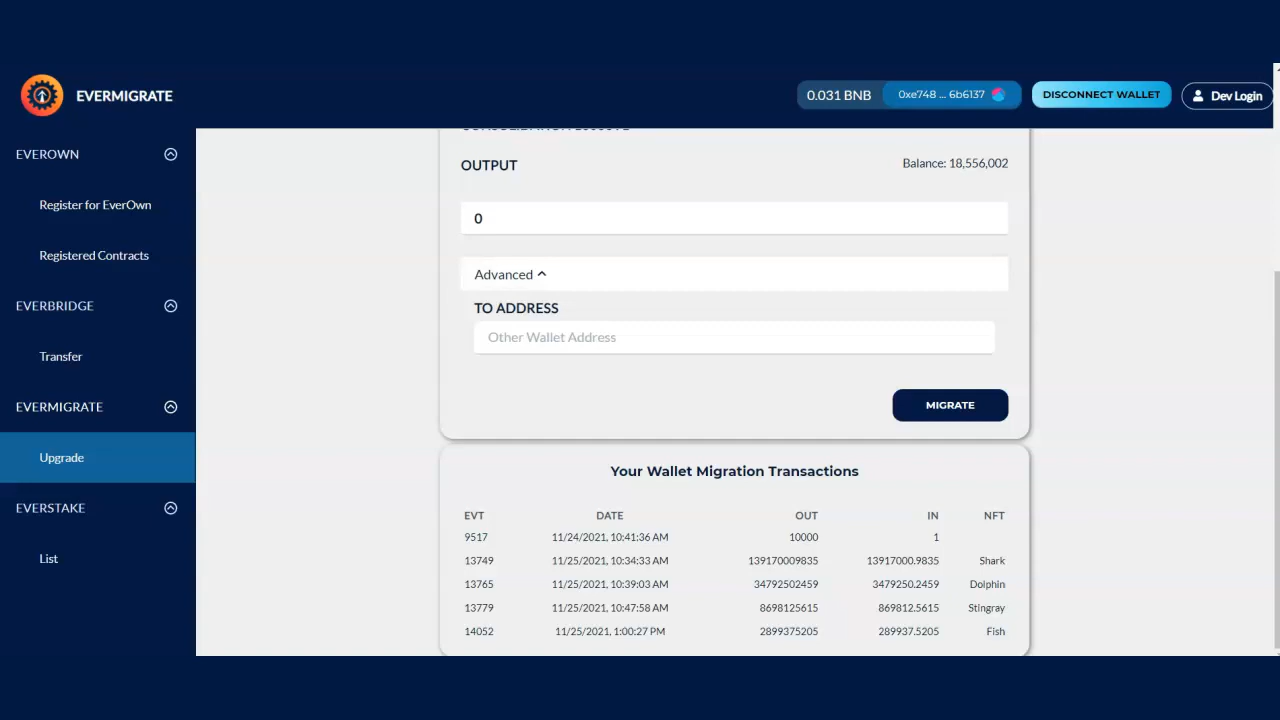 EVERMIGRATE
0.031 BNB
0xe748 ... 6b6137
DISCONNECT WALLET
Dev Login
EVEROWN
Register for EverOwn
Registered Contracts
EVERBRIDGE
Transfer
EVERMIGRATE
Upgrade
EVERSTAKE
List
OUTPUT
Balance: 18,556,002
0
Advanced
TO ADDRESS
Other Wallet Address
MIGRATE
Your Wallet Migration Transactions
EVT DATE OUT IN NFT
9517 11/24/2021, 10:41:36 AM 10000 1
13749 11/25/2021, 10:34:33 AM 139170009835 13917000.9835 Shark
13765 11/25/2021, 10:39:03 AM 34792502459 3479250.2459 Dolphin
13779 11/25/2021, 10:47:58 AM 8698125615 869812.5615 Stingray
14052 11/25/2021, 1:00:27 PM 2899375205 289937.5205 Fish